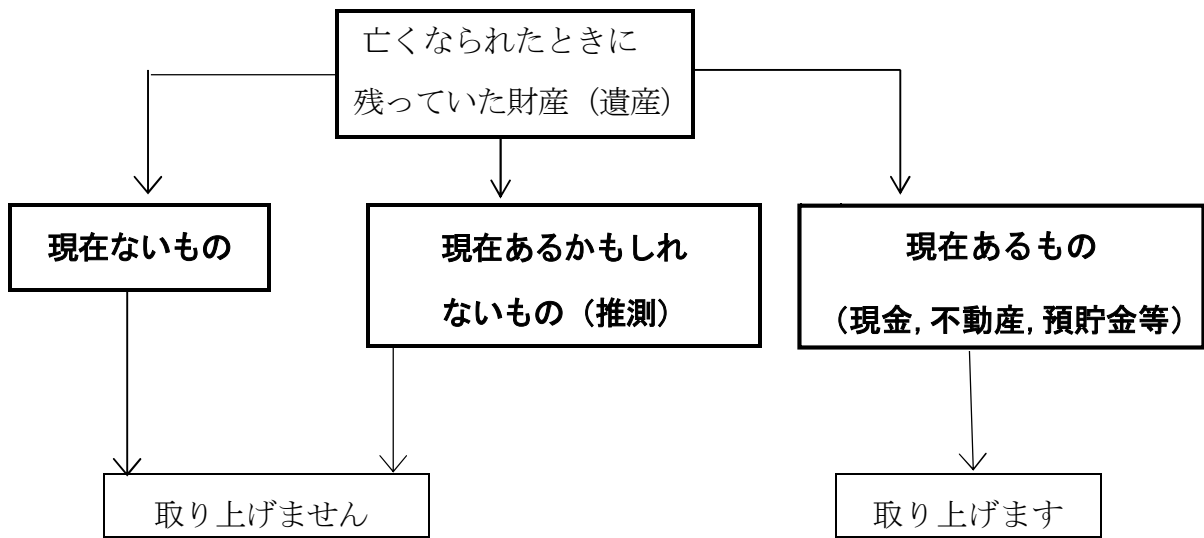 亡くなられたときに
残っていた財産（遺産）
現在ないもの
現在あるかもしれ
ないもの（推測）
現在あるもの
（現金,不動産,預貯金等）
取り上げません
取り上げます